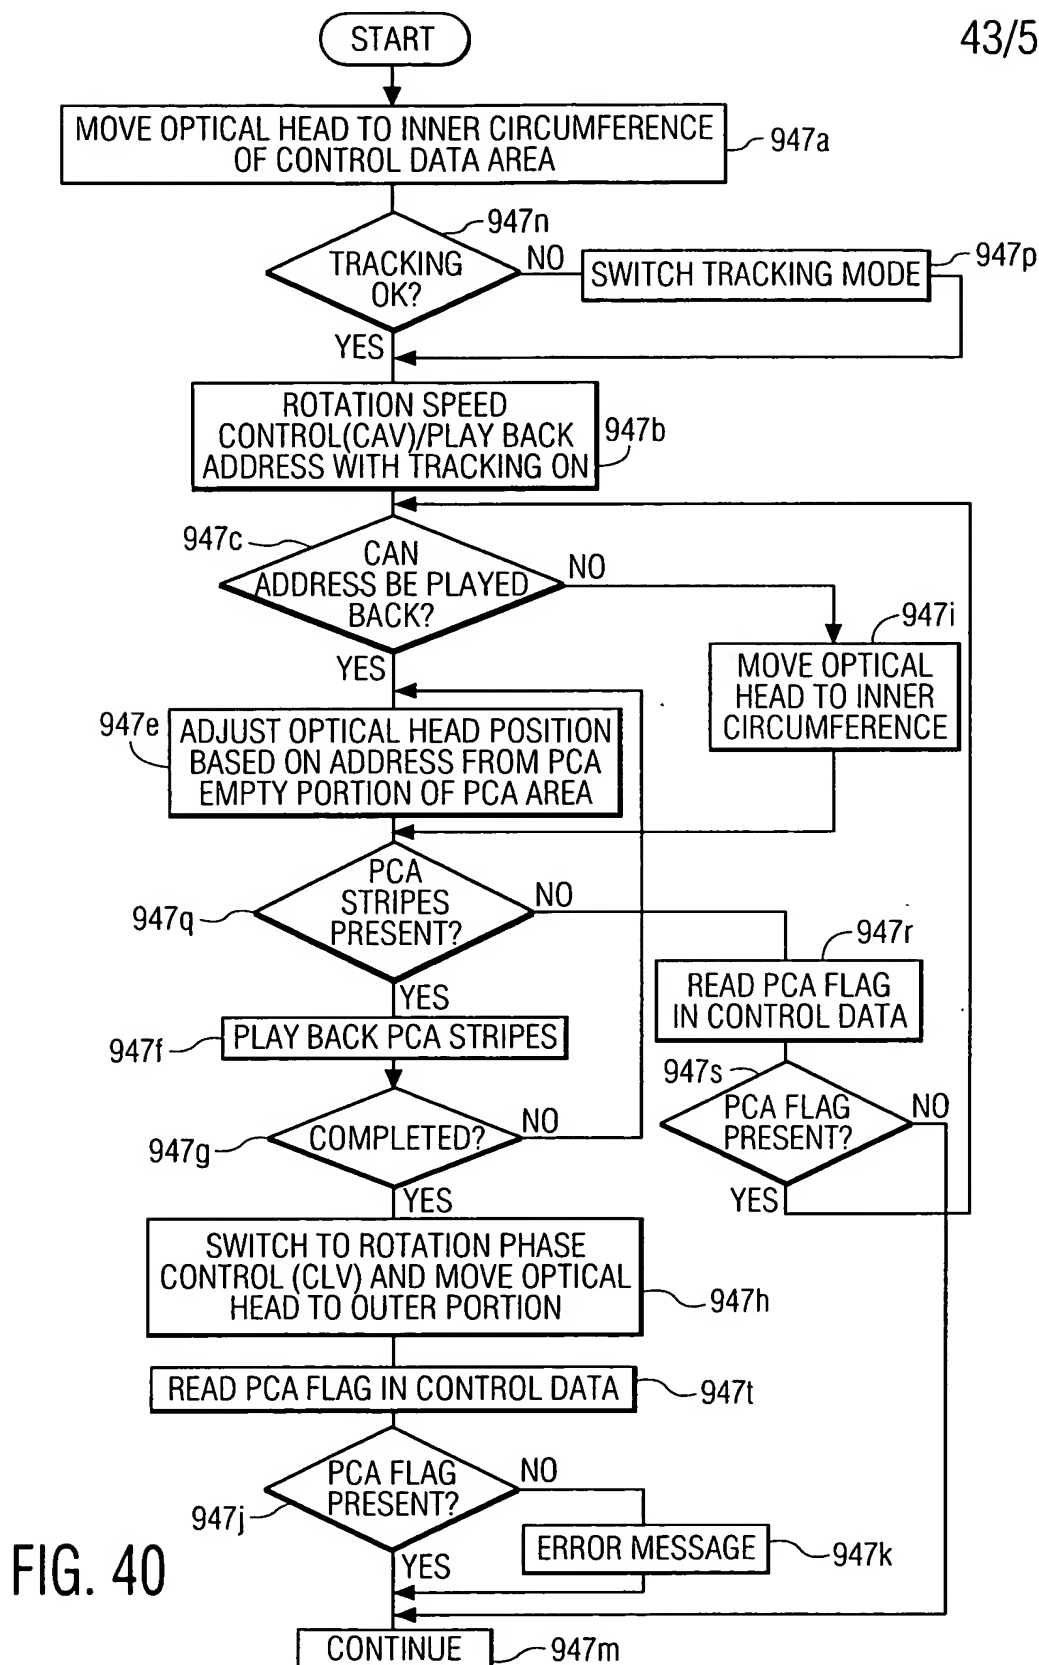 START
43/5
MOVE OPTICAL HEAD TO INNER CIRCUMFERENCE
OF CONTROL DATA AREA
947a
947n
TRACKING
OK?
NO
SWITCH TRACKING MODE
947p
YES
ROTATION SPEED
CONTROL(CAV)/PLAY BACK
ADDRESS WITH TRACKING ON
947b
947c
CAN
ADDRESS BE PLAYED
BACK?
NO
947i
MOVE OPTICAL
HEAD TO INNER
CIRCUMFERENCE
YES
947e
ADJUST OPTICAL HEAD POSITION
BASED ON ADDRESS FROM PCA
EMPTY PORTION OF PCA AREA
PCA
STRIPES
PRESENT?
NO
947q
947r
READ PCA FLAG
IN CONTROL DATA
YES
947f
PLAY BACK PCA STRIPES
947s
PCA FLAG
PRESENT?
NO
YES
COMPLETED?
NO
947g
YES
SWITCH TO ROTATION PHASE
CONTROL (CLV) AND MOVE OPTICAL
HEAD TO OUTER PORTION
947h
READ PCA FLAG IN CONTROL DATA
947t
PCA FLAG
PRESENT?
NO
947j
ERROR MESSAGE
947k
YES
FIG. 40
CONTINUE
947m